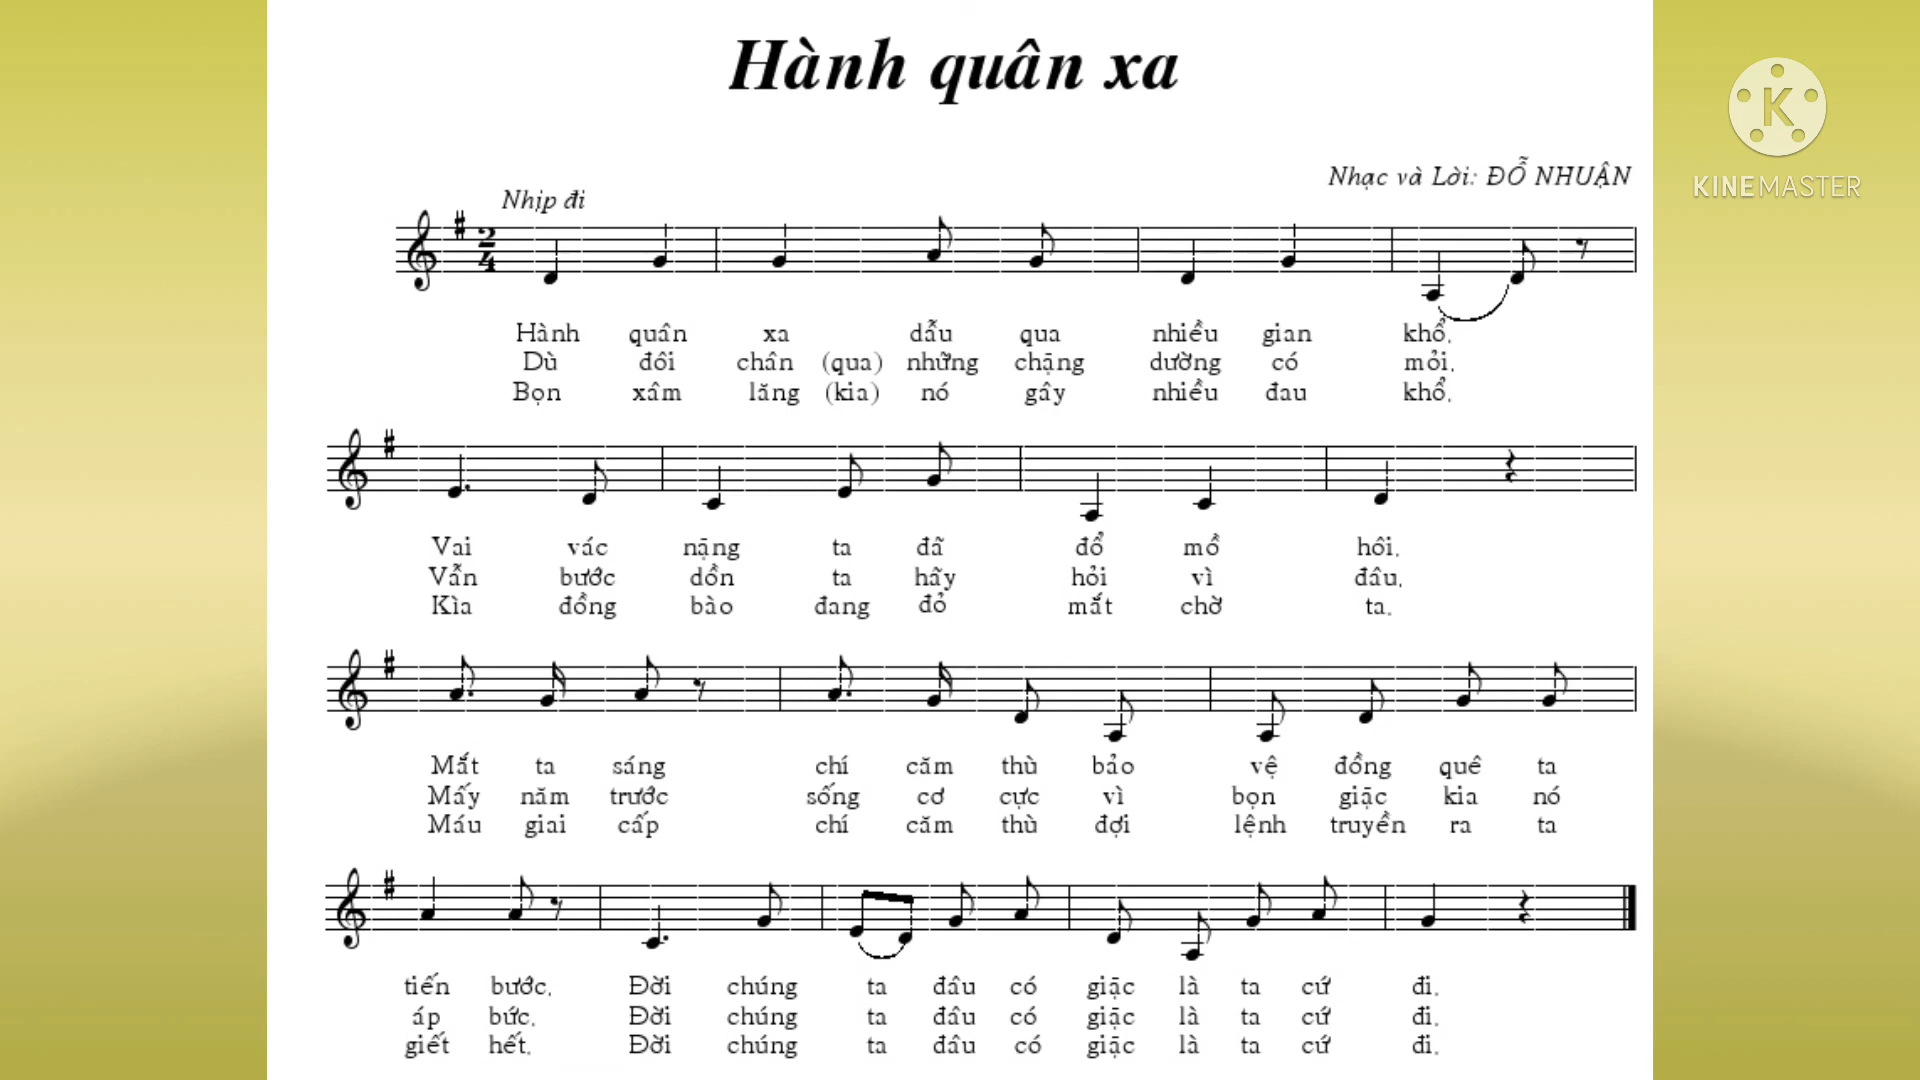 Hành quân xa
Nhạc và Lời: ĐỖ NHUẬN
KINEMASTER
Nhịp đi
2
4
Hành quân xa dẫu qua nhiều gian khổ.
Dù đôi chân (qua) những chặng dường có mỏi.
Bọn xâm lăng (kia) nó gây nhiều đau khổ.
Vai vác nặng ta đã đổ mồ hôi.
Vẫn bước dồn ta hãy hỏi vì đâu.
Kìa đồng bào đang đỏ mắt chờ ta.
Mắt ta sáng chí căm thù bảo vệ đồng quê ta
Mấy năm trước sống cơ cực vì bọn giặc kia nó
Máu giai cấp chí căm thù đợi lệnh truyền ra ta
tiến bước. Đời chúng ta đâu có giặc là ta cứ đi.
áp bức. Đời chúng ta đâu có giặc là ta cứ đi.
giết hết. Đời chúng ta đâu có giặc là ta cứ đi.